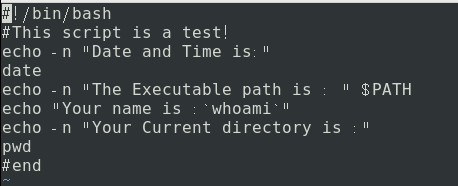 #!/bin/bash
#This script is a test!
echo -n "Date and Time is:"
date
echo -n "The Executable path is : " $PATH
echo "Your name is :`whoami`"
echo -n "Your Current directory is :"
pwd
#end
~